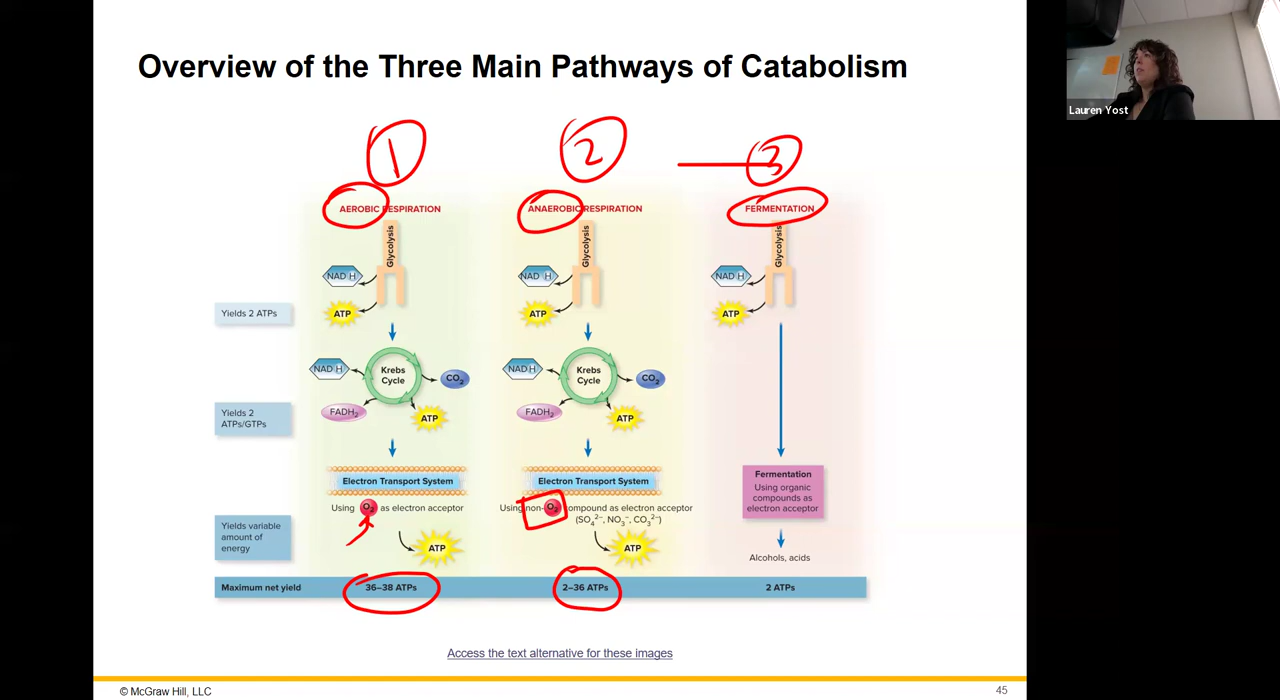 Overview of the Three Main Pathways of Catabolism
Lauren Yost
1
2
3
AEROBIC RESPIRATION
ANAEROBIC RESPIRATION
FERMENTATION
Glycolysis
Glycolysis
Glycolysis
NAD H
NAD H
NAD H
Yields 2 ATPs
ATP
ATP
ATP
NAD H
Krebs
Cycle
CO2
NAD H
Krebs
Cycle
CO2
Yields 2
ATPs/GTPs
FADH2
ATP
FADH2
ATP
Electron Transport System
Using O2 as electron acceptor
Electron Transport System
Using non-O2 compound as electron acceptor
(SO4^2−, NO3^−, CO3^2−)
Fermentation
Using organic
compounds as
electron acceptor
Yields variable
amount of
energy
ATP
ATP
Alcohols, acids
Maximum net yield
36–38 ATPs
2–36 ATPs
2 ATPs
Access the text alternative for these images
© McGraw Hill, LLC
45